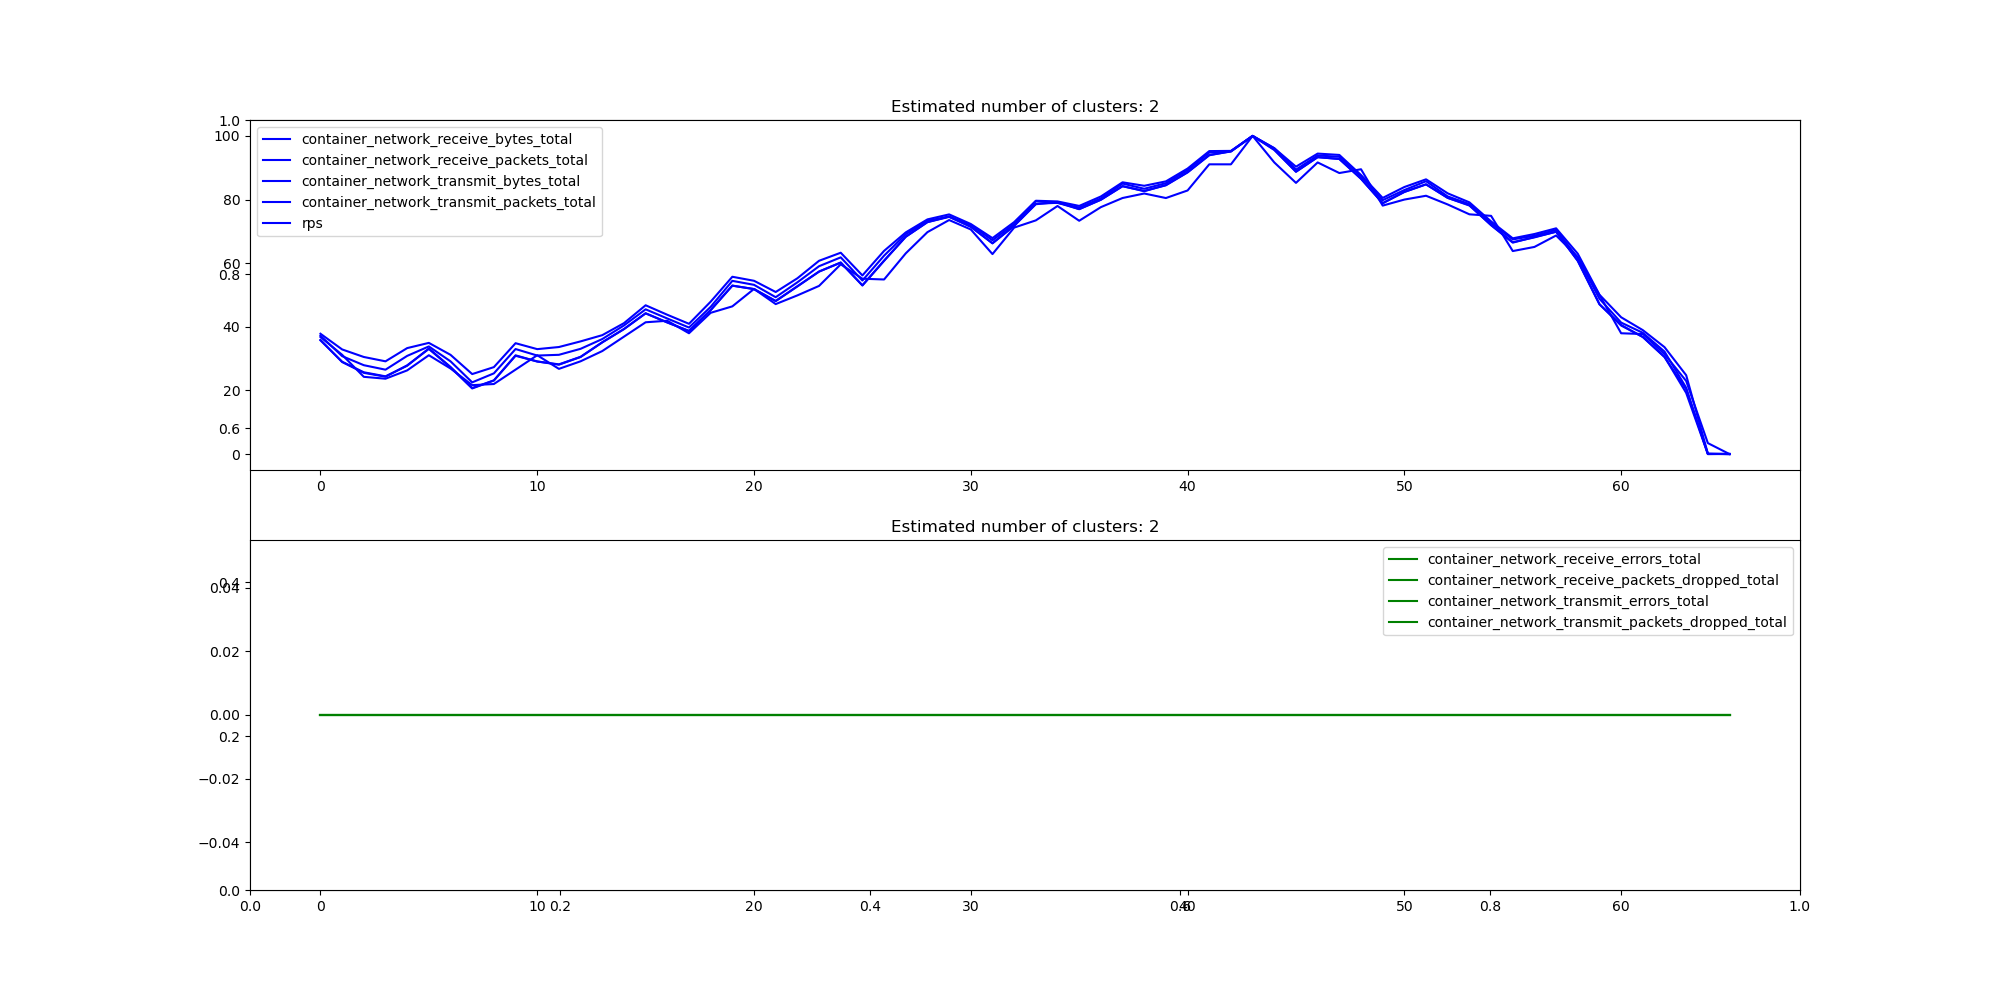 Estimated number of clusters: 2
1.0
100
80
60
0.8
40
20
0.6
0
container_network_receive_bytes_total
container_network_receive_packets_total
container_network_transmit_bytes_total
container_network_transmit_packets_total
rps
0 10 20 30 40 50 60
Estimated number of clusters: 2
0.4
0.04
0.02
0.00
0.2
−0.02
−0.04
0.0
container_network_receive_errors_total
container_network_receive_packets_dropped_total
container_network_transmit_errors_total
container_network_transmit_packets_dropped_total
0.0 0 10 0.2 20 0.4 30 0.6 40 50 0.8 60 1.0